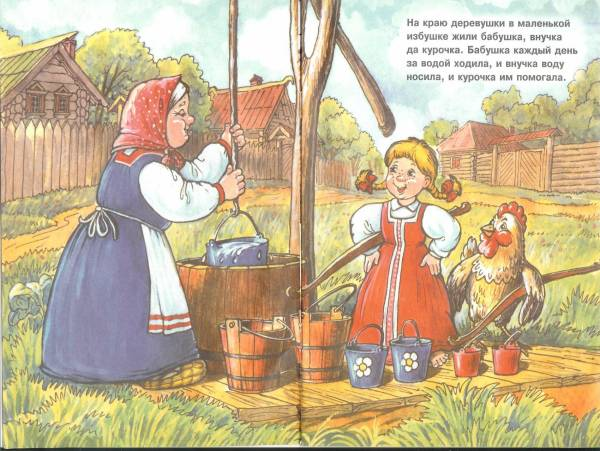 На краю деревушки в маленькой
избушке жили бабушка, внучка
да курочка. Бабушка каждый день
за водой ходила, и внучка воду
носила, и курочка им помогала.